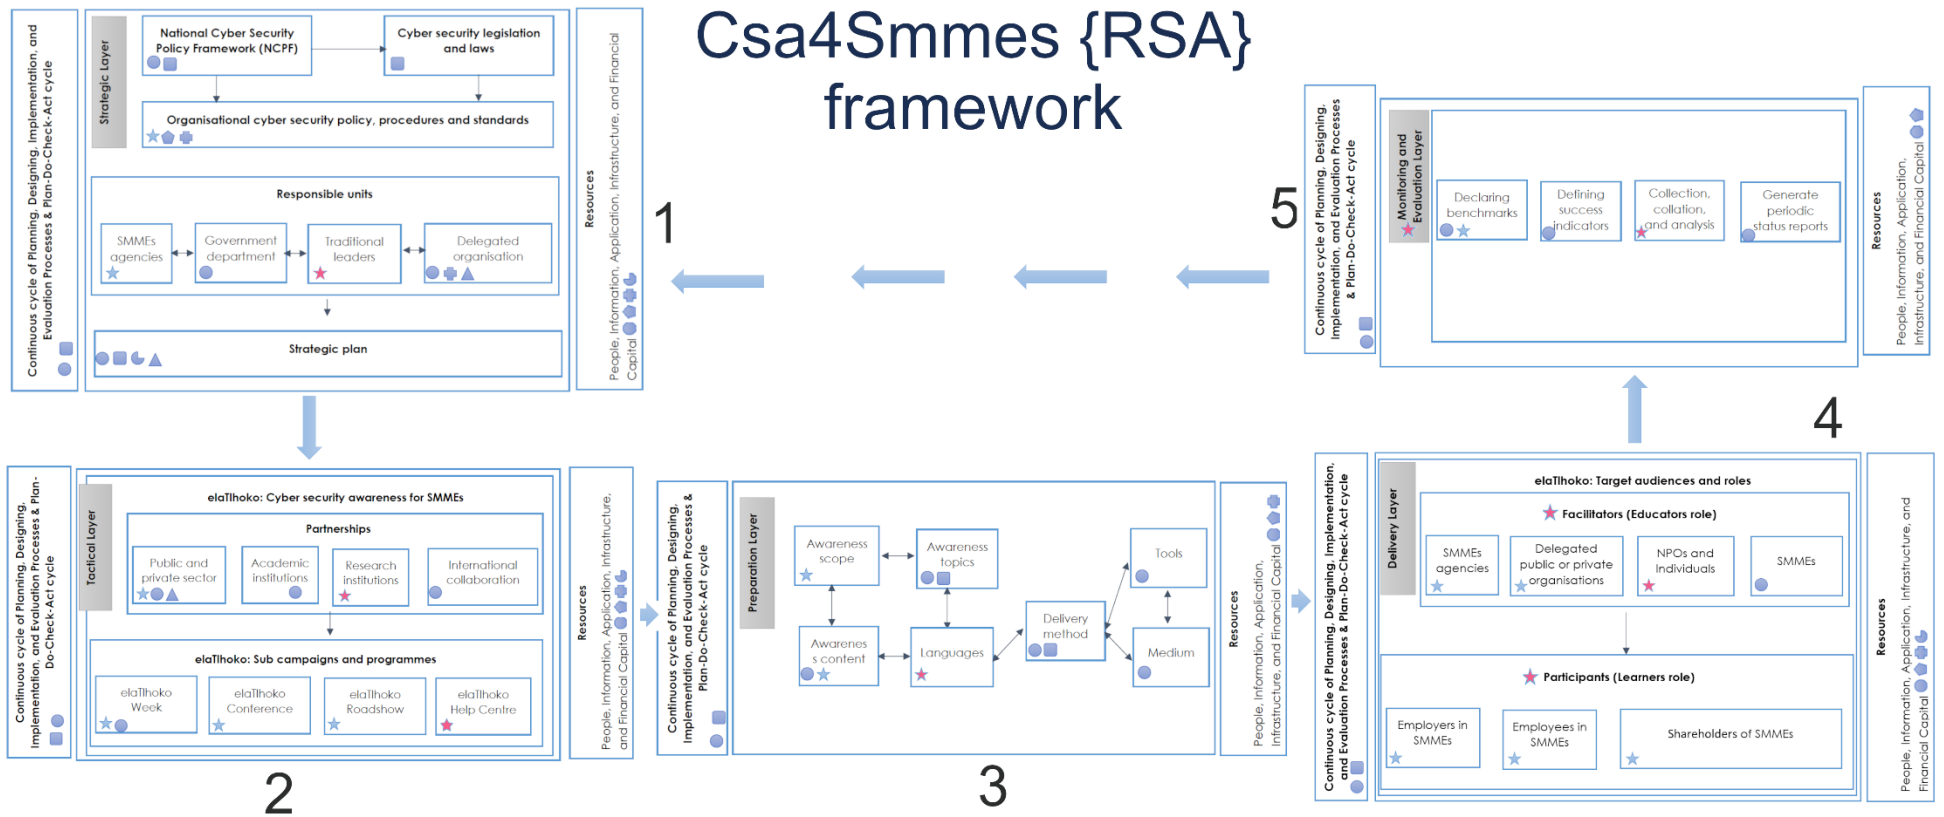 Csa4Smmes {RSA}
framework
1
Continuous cycle of Planning, Designing, Implementation, and
Evaluation Processes & Plan-Do-Check-Act cycle
Strategic Layer
National Cyber Security
Policy Framework (NCPF)
Cyber security legislation
and laws
Organisational cyber security policy, procedures and standards
Responsible units
SMMEs
agencies
Government
department
Traditional
leaders
Delegated
organisation
Strategic plan
Resources
People, Information, Application, Infrastructure, and Financial
Capital
2
Continuous cycle of Planning, Designing,
Implementation, and Evaluation Processes & Plan-
Do-Check-Act cycle
Tactical Layer
elaTlhoko: Cyber security awareness for SMMEs
Partnerships
Public and
private sector
Academic
institutions
Research
institutions
International
collaboration
elaTlhoko: Sub campaigns and programmes
elaTlhoko
Week
elaTlhoko
Conference
elaTlhoko
Roadshow
elaTlhoko
Help Centre
Resources
People, Information, Application, Infrastructure,
and Financial Capital
3
Continuous cycle of Planning, Designing,
Implementation, and Evaluation Processes &
Plan-Do-Check-Act cycle
Preparation Layer
Awareness
scope
Awareness
topics
Tools
Delivery
method
Awarenes
s content
Languages
Medium
Resources
People, Information, Application,
Infrastructure, and Financial Capital
4
Continuous cycle of Planning, Designing, Implementation,
and Evaluation Processes & Plan-Do-Check-Act cycle
Delivery Layer
elaTlhoko: Target audiences and roles
Facilitators (Educators role)
SMMEs
agencies
Delegated
public or private
organisations
NPOs and
Individuals
SMMEs
Participants (Learners role)
Employers in
SMMEs
Employees in
SMMEs
Shareholders of SMMEs
Resources
People, Information, Application, Infrastructure, and
Financial Capital
5
Continuous cycle of Planning, Designing,
Implementation, and Evaluation Processes
& Plan-Do-Check-Act cycle
Monitoring and
Evaluation Layer
Declaring
benchmarks
Defining
success
indicators
Collection,
collation,
and analysis
Generate
periodic
status reports
Resources
People, Information, Application,
Infrastructure, and Financial Capital